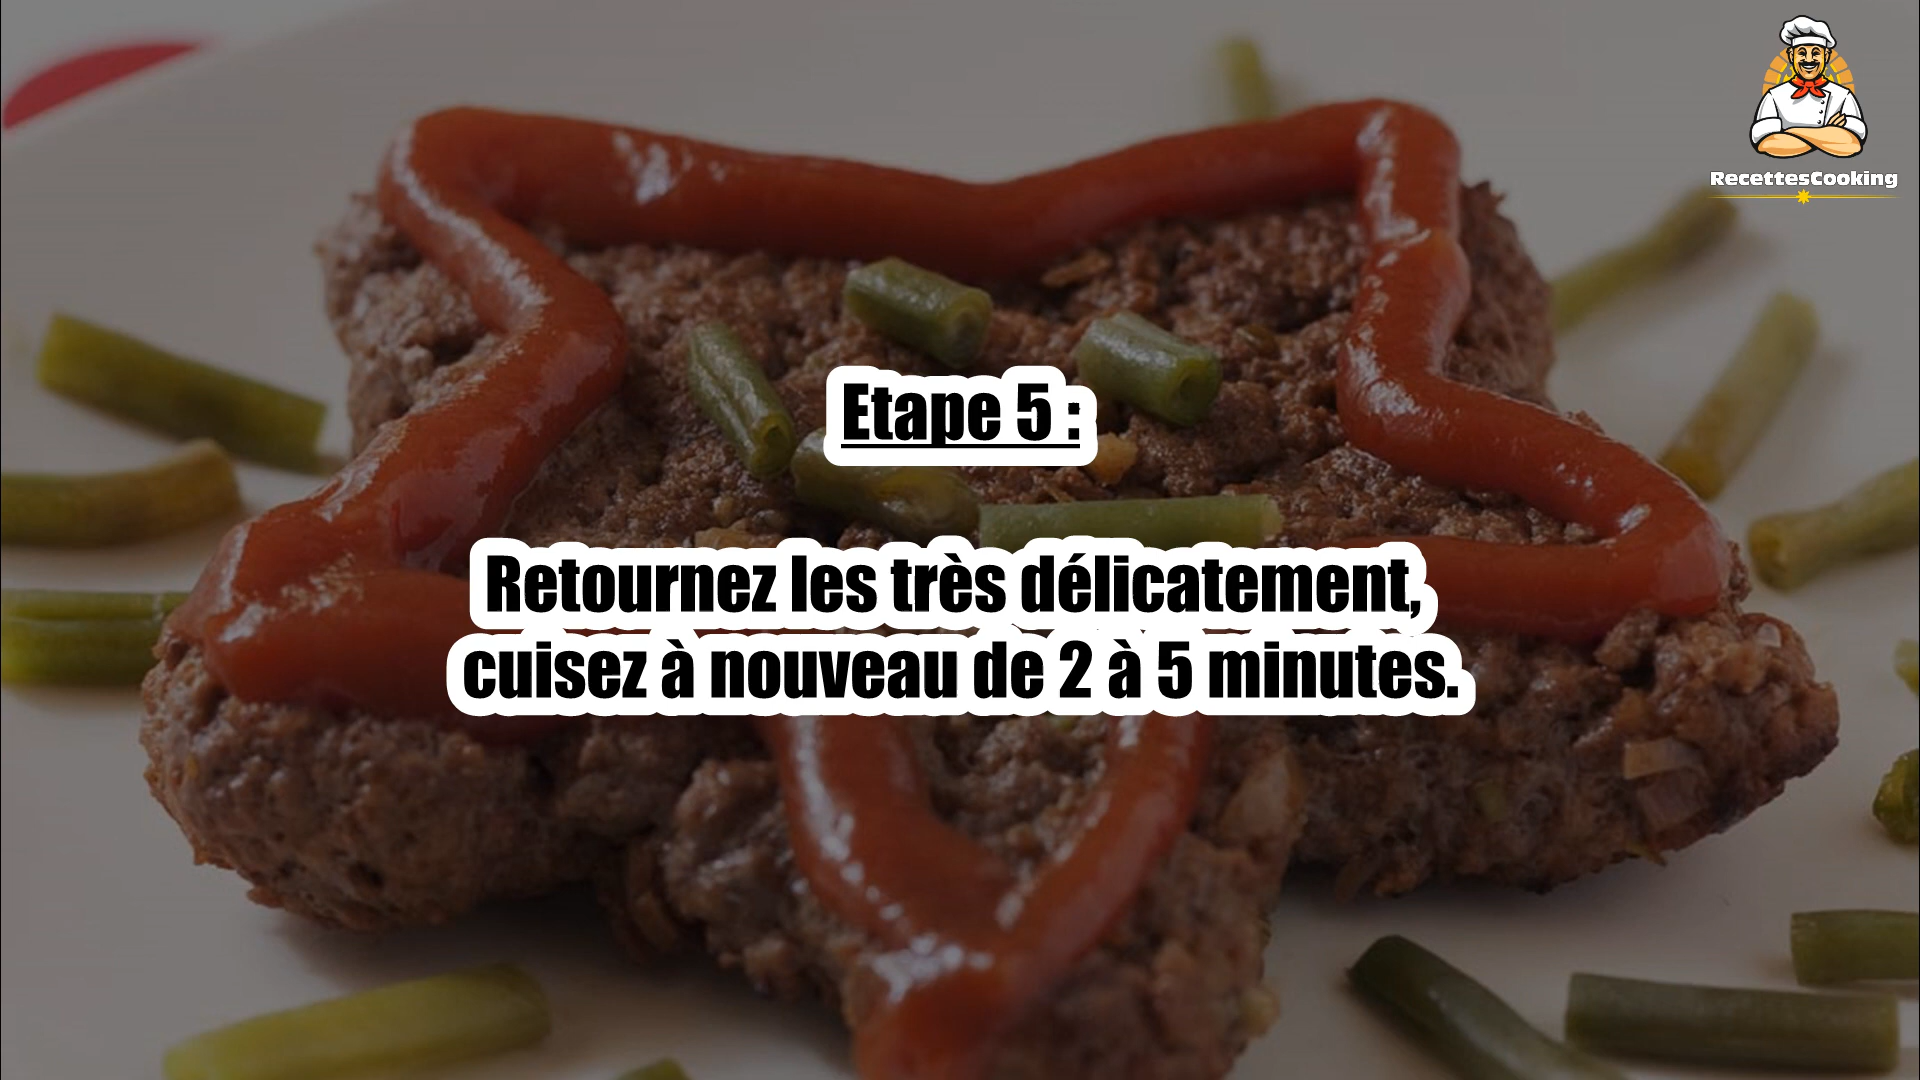 RecettesCooking
Etape 5 :
Retournez les très délicatement,
cuisez à nouveau de 2 à 5 minutes.